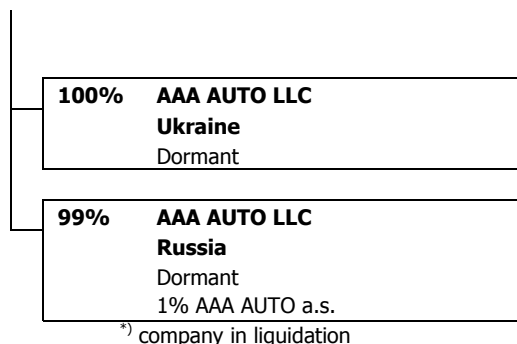 100% AAA AUTO LLC
Ukraine
Dormant
99% AAA AUTO LLC
Russia
Dormant
1% AAA AUTO a.s.
*) company in liquidation